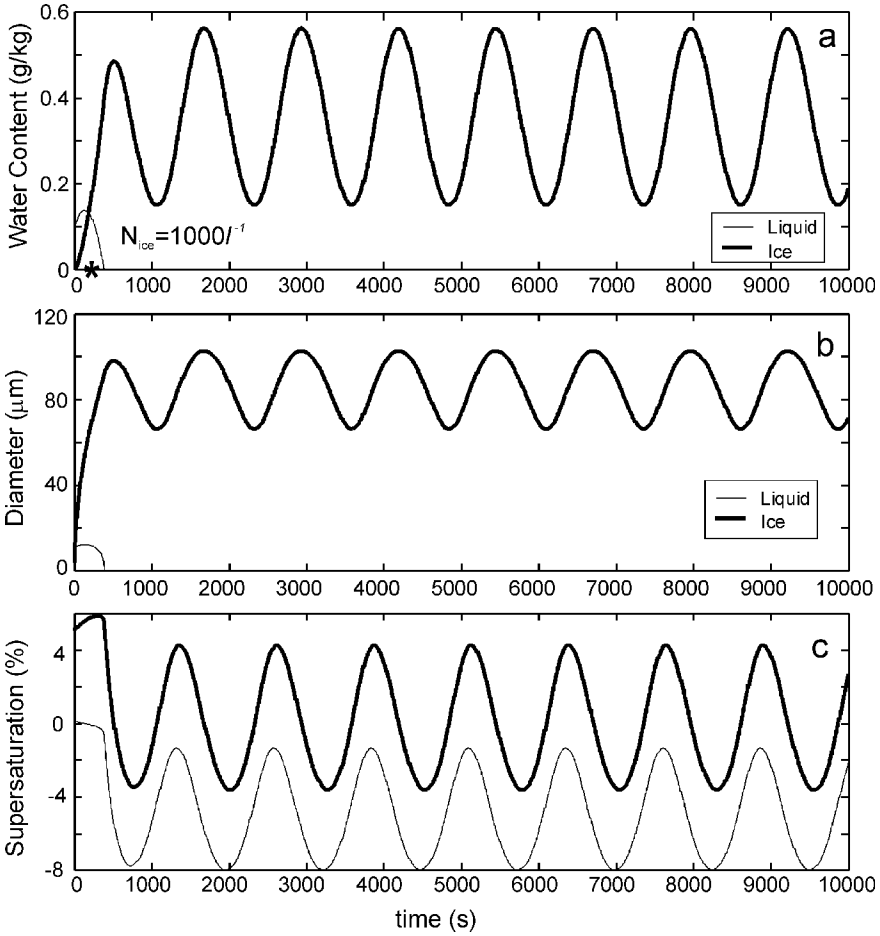 Water Content (g/kg)
0.6
0.4
0.2
0
a
N_ice=1000l^-1
*
Liquid
Ice
0 1000 2000 3000 4000 5000 6000 7000 8000 9000 10000
Diameter (μm)
120
80
40
0
b
Liquid
Ice
0 1000 2000 3000 4000 5000 6000 7000 8000 9000 10000
Supersaturation (%)
4
0
-4
-8
c
0 1000 2000 3000 4000 5000 6000 7000 8000 9000 10000
time (s)